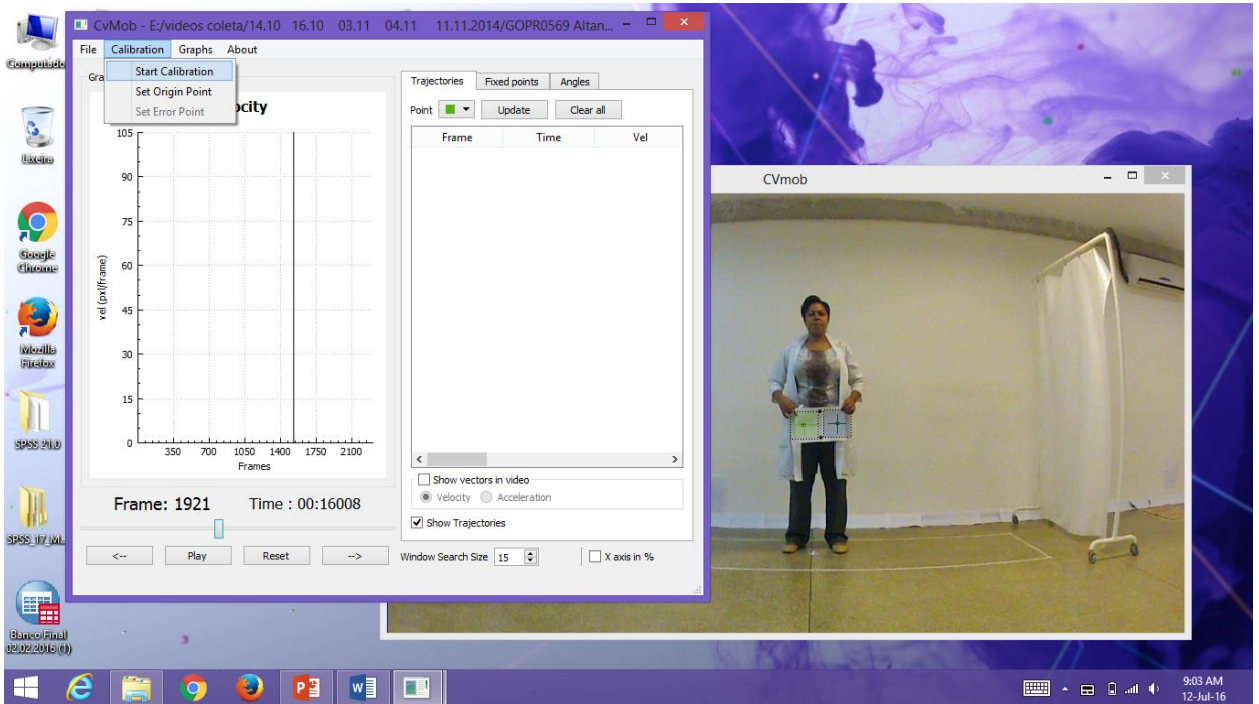 CvMob - E:/videos coleta/14.10 16.10 03.11 04.11 11.11.2014/GOPR0569 Altan...
File Calibration Graphs About
Start Calibration
Set Origin Point
Set Error Point
Gra
ocity
105
90
75
60
45
30
15
0
vel (pxl/frame)
350 700 1050 1400 1750 2100
Frames
Frame: 1921 Time : 00:16008
<-- Play Reset -->
Trajectories Fixed points Angles
Point Update Clear all
Frame Time Vel
Show vectors in video
Velocity Acceleration
Show Trajectories
Window Search Size 15 X axis in %
CVmob
Computado
Lixeira
Google
Chrome
Mozilla
Firefox
SPSS 21.0
SPSS_17_M...
Banco Final
02.02.2016 (1)
9:03 AM
12-Jul-16